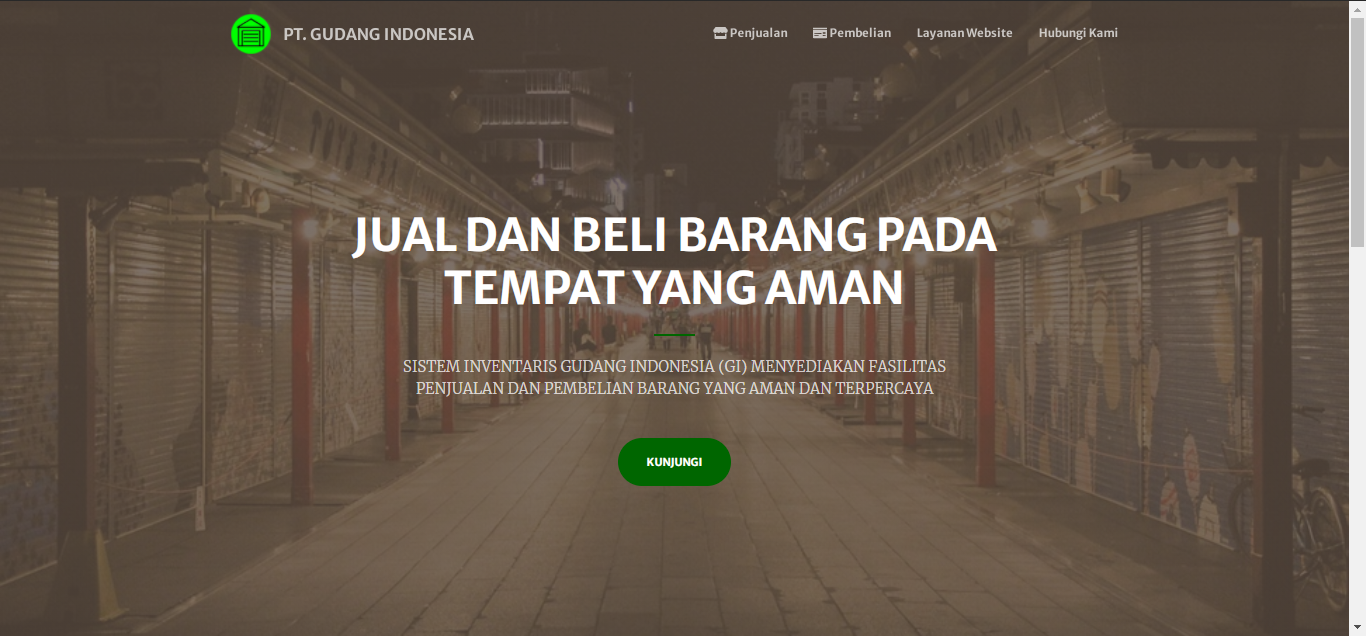 PT. GUDANG INDONESIA
Penjualan Pembelian Layanan Website Hubungi Kami
JUAL DAN BELI BARANG PADA
TEMPAT YANG AMAN
SISTEM INVENTARIS GUDANG INDONESIA (GI) MENYEDIAKAN FASILITAS
PENJUALAN DAN PEMBELIAN BARANG YANG AMAN DAN TERPERCAYA
KUNJUNGI